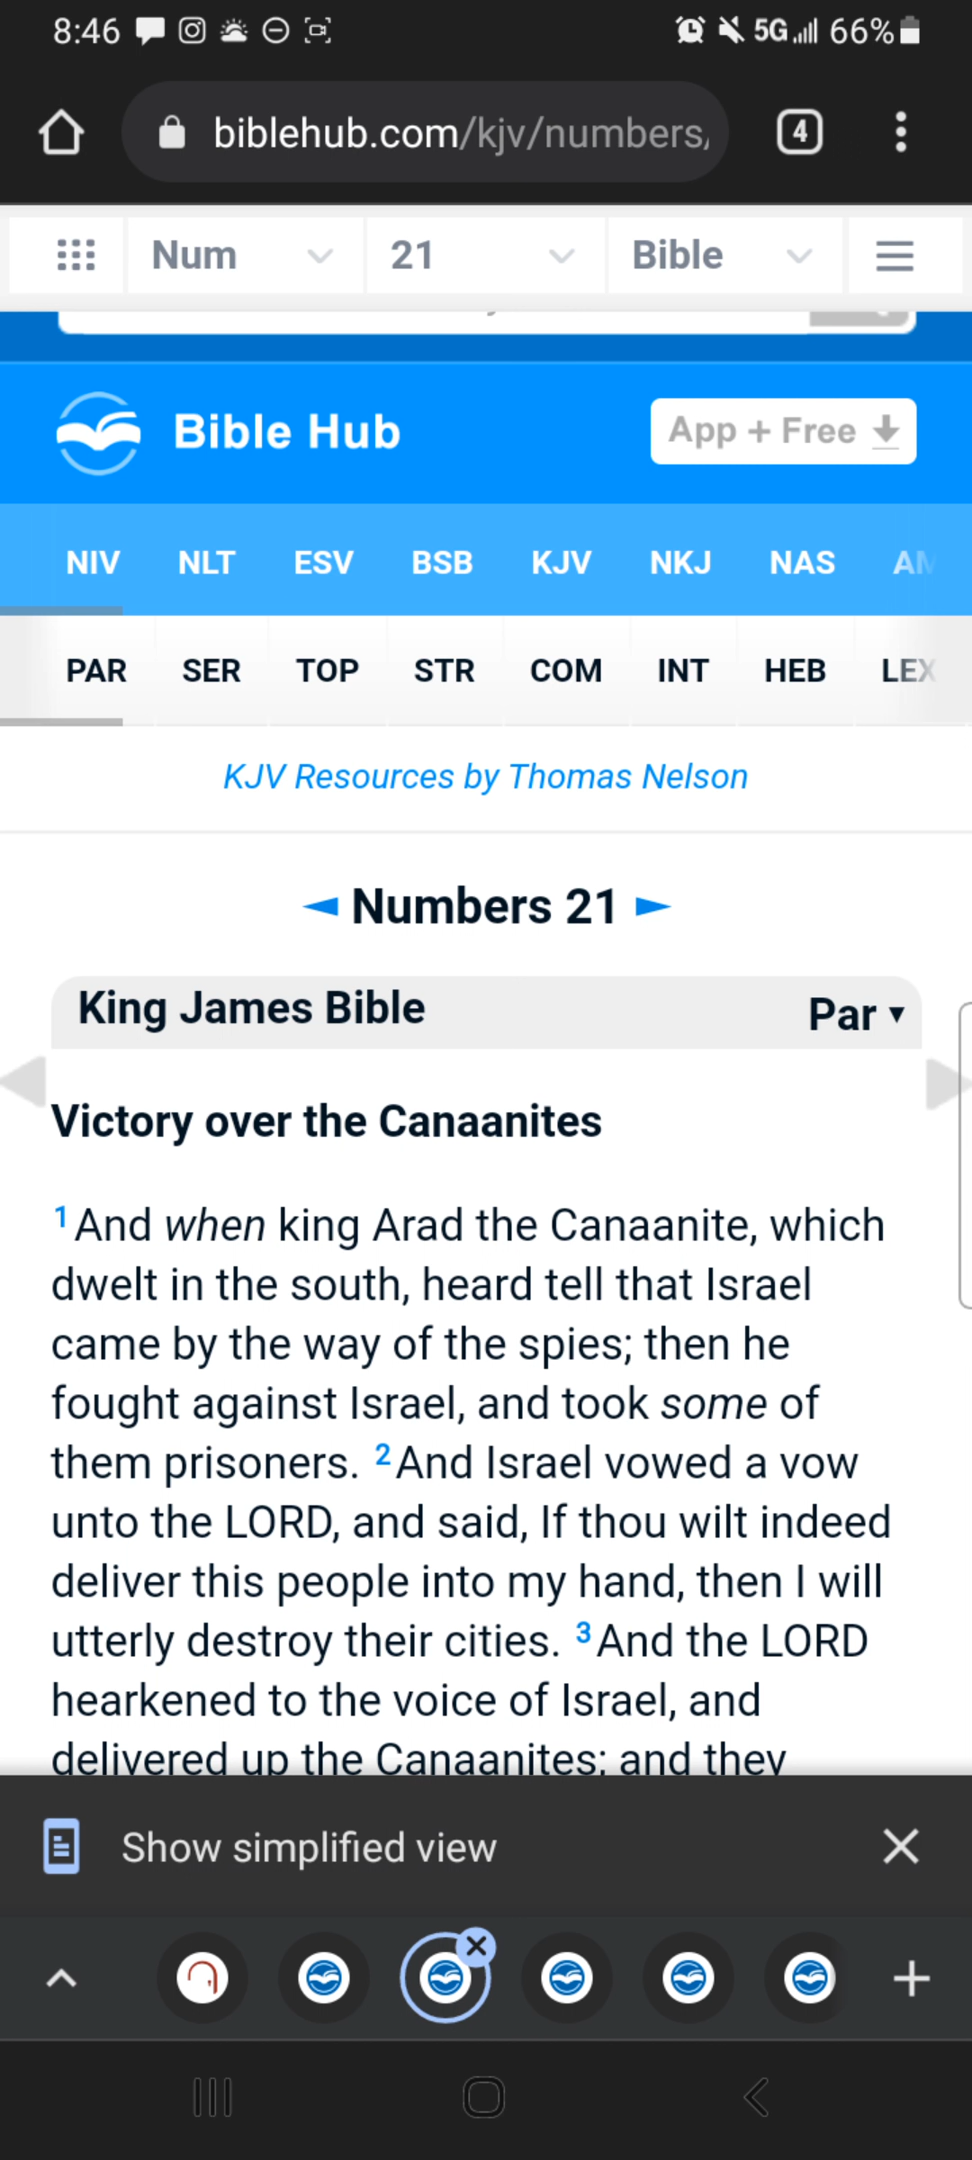 8:46 5G 66%
biblehub.com/kjv/numbers, 4
Num 21 Bible
Bible Hub App + Free
NIV NLT ESV BSB KJV NKJ NAS AM
PAR SER TOP STR COM INT HEB LEX
KJV Resources by Thomas Nelson
Numbers 21
King James Bible Par ▾
Victory over the Canaanites
1 And when king Arad the Canaanite, which
dwelt in the south, heard tell that Israel
came by the way of the spies; then he
fought against Israel, and took some of
them prisoners. 2 And Israel vowed a vow
unto the LORD, and said, If thou wilt indeed
deliver this people into my hand, then I will
utterly destroy their cities. 3 And the LORD
hearkened to the voice of Israel, and
delivered up the Canaanites; and they
Show simplified view